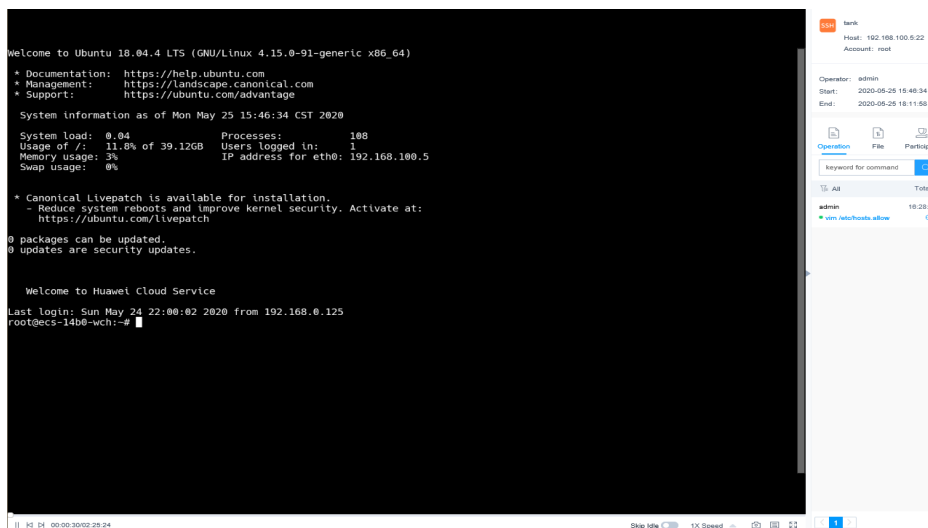 Welcome to Ubuntu 18.04.4 LTS (GNU/Linux 4.15.0-91-generic x86_64)
* Documentation: https://help.ubuntu.com
* Management: https://landscape.canonical.com
* Support: https://ubuntu.com/advantage
System information as of Mon May 25 15:46:34 CST 2020
System load: 0.04 Processes: 108
Usage of /: 11.8% of 39.12GB Users logged in: 1
Memory usage: 3% IP address for eth0: 192.168.100.5
Swap usage: 0%
* Canonical Livepatch is available for installation.
- Reduce system reboots and improve kernel security. Activate at:
https://ubuntu.com/livepatch
0 packages can be updated.
0 updates are security updates.
Welcome to Huawei Cloud Service
Last login: Sun May 24 22:00:02 2020 from 192.168.0.125
root@ecs-14b0-wch:~#
00:00:30/02:25:24
Skip Idle
1X Speed
SSH
tank
Host: 192.168.100.5:22
Account: root
Operator: admin
Start: 2020-05-25 15:46:34
End: 2020-05-25 18:11:58
Operation File Particip
keyword for command
All Tota
admin 16:28:
vim /etc/hosts.allow
1